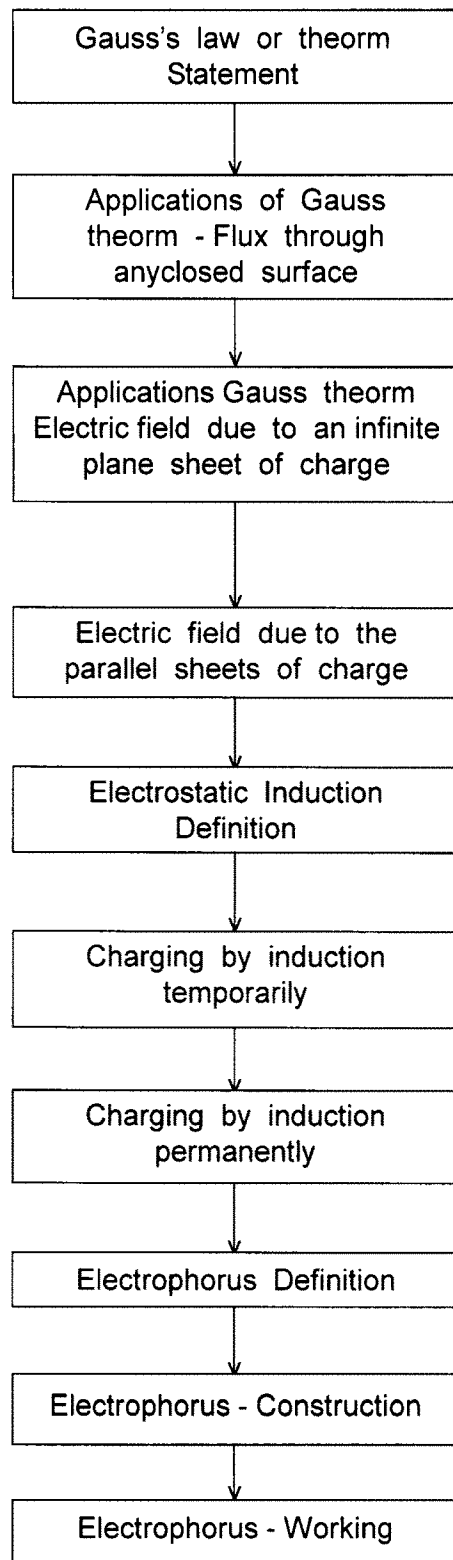 Gauss's law or theorm
Statement
Applications of Gauss
theorm - Flux through
anyclosed surface
Applications Gauss theorm
Electric field due to an infinite
plane sheet of charge
Electric field due to the
parallel sheets of charge
Electrostatic Induction
Definition
Charging by induction
temporarily
Charging by induction
permanently
Electrophorus Definition
Electrophorus - Construction
Electrophorus - Working